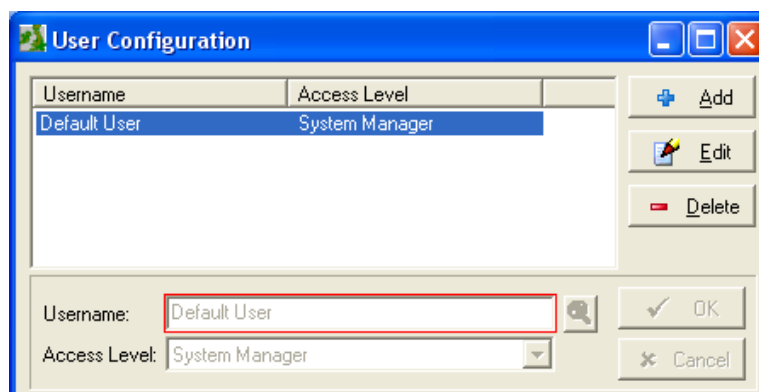 User Configuration
Username Access Level
Default User System Manager
Add
Edit
Delete
Username: Default User
Access Level: System Manager
OK
Cancel